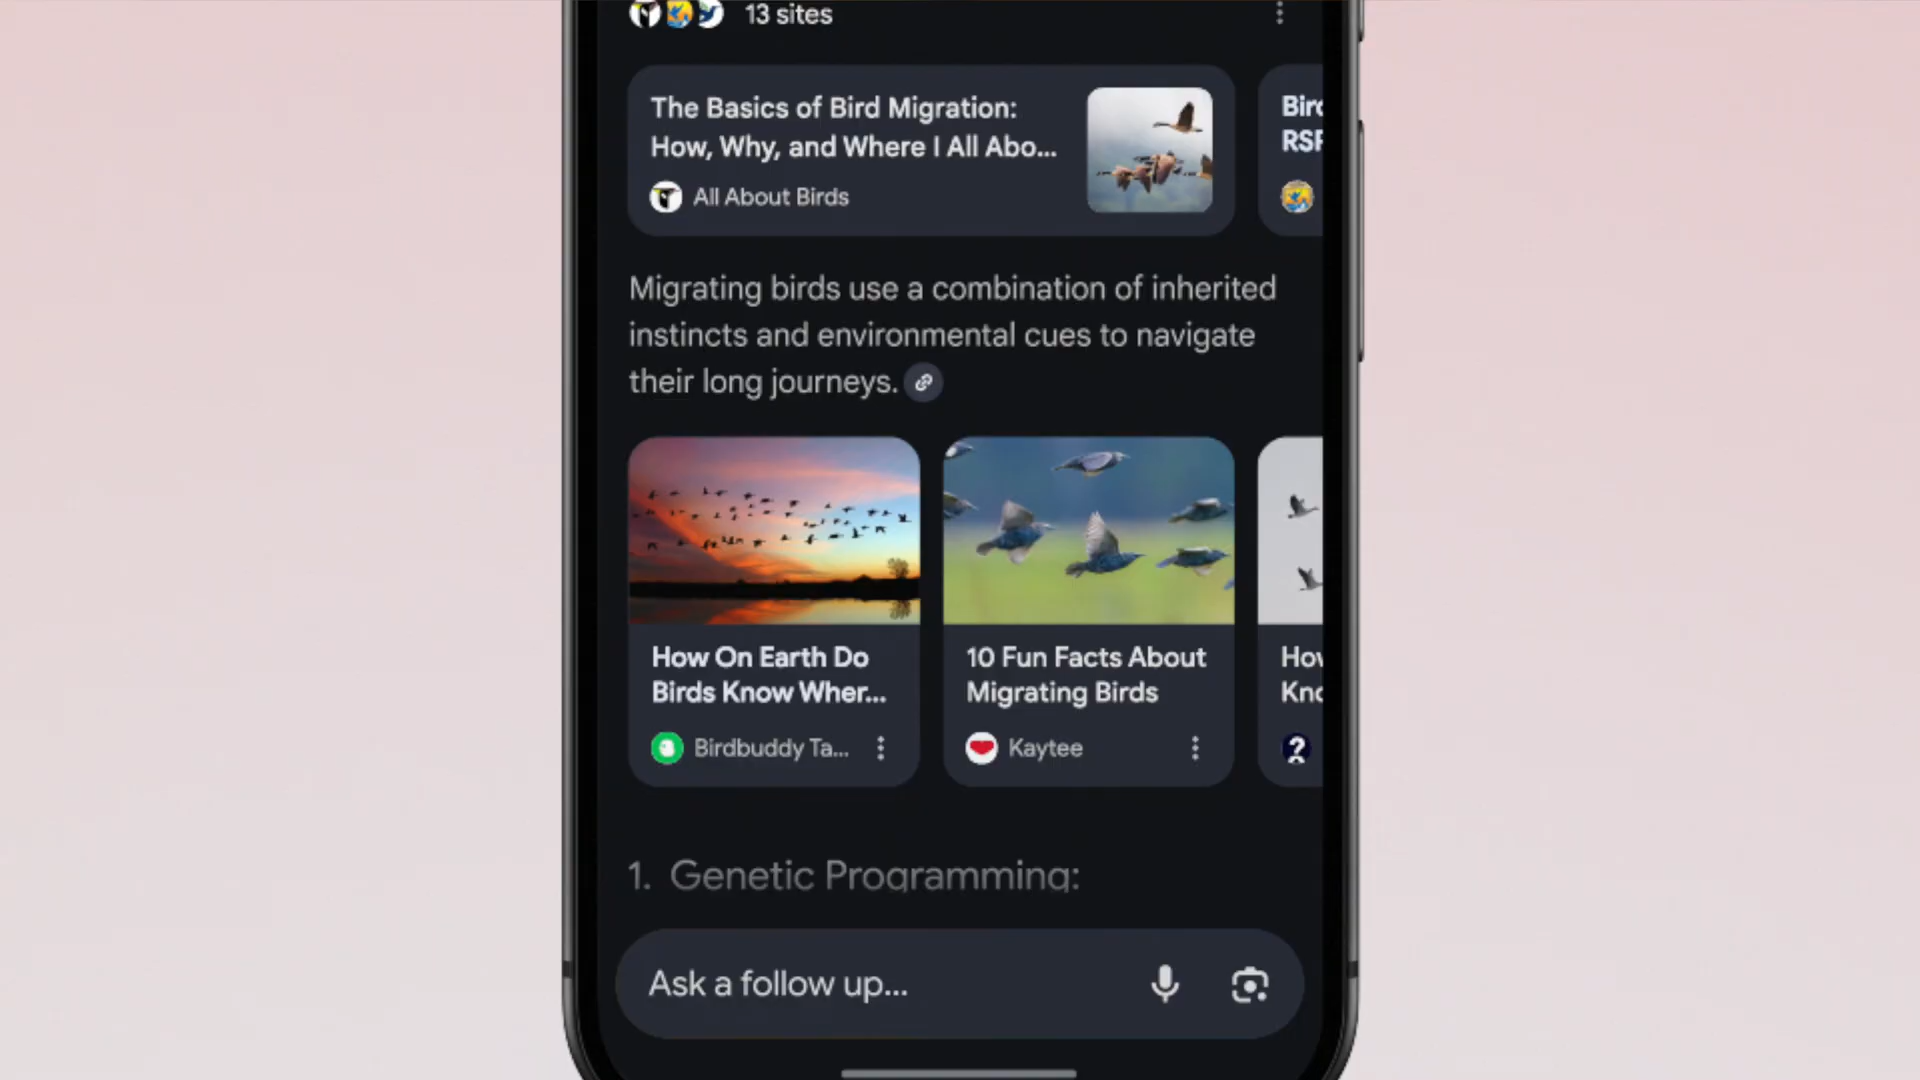 13 sites
The Basics of Bird Migration:
How, Why, and Where I All Abo...
All About Birds
Migrating birds use a combination of inherited
instincts and environmental cues to navigate
their long journeys.
How On Earth Do
Birds Know Wher...
Birdbuddy Ta...
10 Fun Facts About
Migrating Birds
Kaytee
1. Genetic Programming:
Ask a follow up...